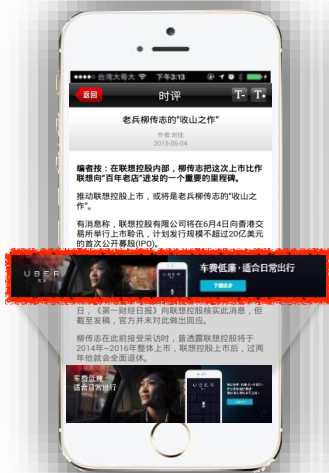 台湾大哥大 下午3:13
返回 时评 T- T+
老兵柳传志的“收山之作”
作者:刘佳
2015-06-04
编者按：在联想控股内部，柳传志把这次上市比作
联想向“百年老店”进发的一个重要的里程碑。
推动联想控股上市，或将是老兵柳传志的“收山之
作”。
有消息称，联想控股有限公司将在6月4日向香港交
易所举行上市聆讯，计划发行规模不超过20亿美元
的首次公开募股(IPO)。
UBER
车费低廉·适合日常出行
下载优步
日，《第一财经日报》向联想控股核实此消息，但
截至发稿，官方并未对此做出回应。
柳传志在此前接受采访时，曾透露联想控股将于
2014年~2016年整体上市，联想控股上市后，过两
年他就会全面退休。
车费低廉·
适合日常出行
UBER